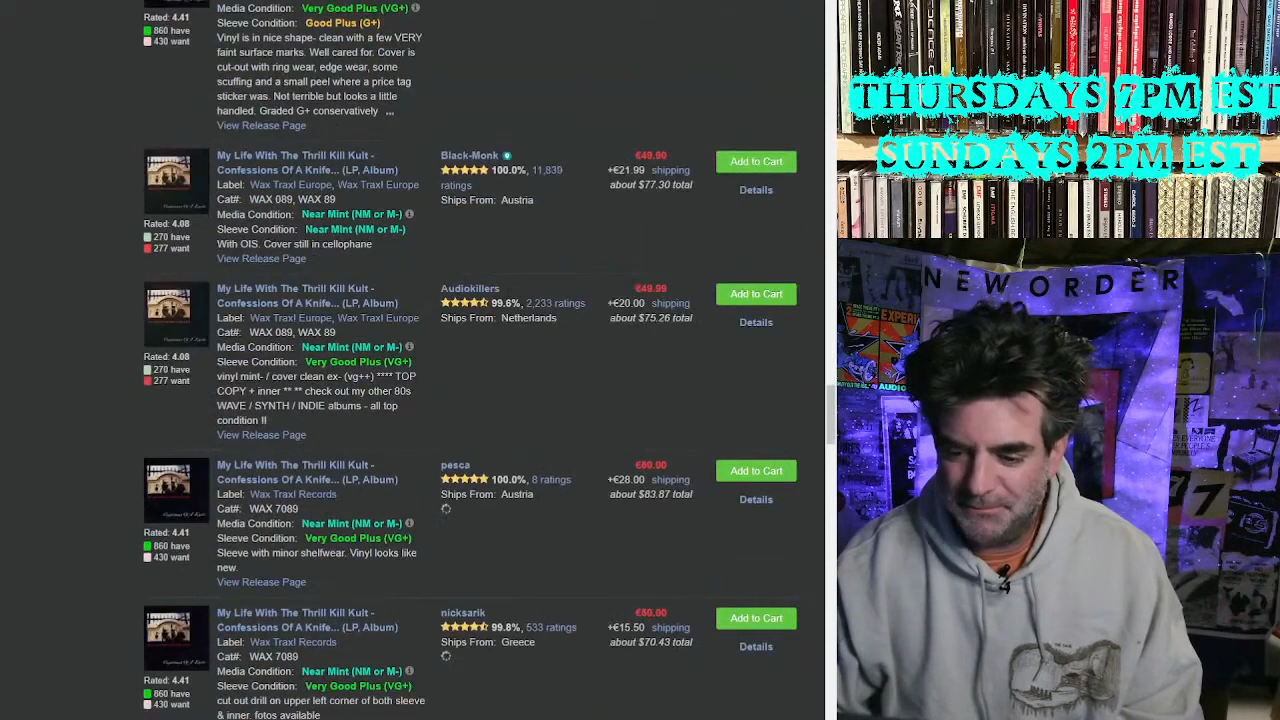 Rated: 4.41
860 have
430 want
Media Condition: Very Good Plus (VG+)
Sleeve Condition: Good Plus (G+)
Vinyl is in nice shape- clean with a few VERY
faint surface marks. Well cared for. Cover is
cut-out with ring wear, edge wear, some
scuffing and a small peel where a price tag
sticker was. Not terrible but looks a little
handled. Graded G+ conservatively ...
View Release Page
My Life With The Thrill Kill Kult -
Confessions Of A Knife... (LP, Album)
Label: Wax Trax! Europe, Wax Trax! Europe
Cat#: WAX 089, WAX 89
Media Condition: Near Mint (NM or M-)
Sleeve Condition: Near Mint (NM or M-)
With OIS. Cover still in cellophane
View Release Page
Rated: 4.08
270 have
277 want
Black-Monk
100.0%, 11,839
ratings
Ships From: Austria
€49.90
+€21.99 shipping
about $77.30 total
Add to Cart
Details
My Life With The Thrill Kill Kult -
Confessions Of A Knife... (LP, Album)
Label: Wax Trax! Europe, Wax Trax! Europe
Cat#: WAX 089, WAX 89
Media Condition: Near Mint (NM or M-)
Sleeve Condition: Very Good Plus (VG+)
vinyl mint- / cover clean ex- (vg++) **** TOP
COPY + inner ** ** check out my other 80s
WAVE / SYNTH / INDIE albums - all top
condition !!
View Release Page
Rated: 4.08
270 have
277 want
Audiokillers
99.6%, 2,233 ratings
Ships From: Netherlands
€49.99
+€20.00 shipping
about $75.26 total
Add to Cart
Details
My Life With The Thrill Kill Kult -
Confessions Of A Knife... (LP, Album)
Label: Wax Trax! Records
Cat#: WAX 7089
Media Condition: Near Mint (NM or M-)
Sleeve Condition: Very Good Plus (VG+)
Sleeve with minor shelfwear. Vinyl looks like
new.
View Release Page
Rated: 4.41
860 have
430 want
pesca
100.0%, 8 ratings
Ships From: Austria
+€28.00 shipping
about $83.87 total
Add to Cart
Details
My Life With The Thrill Kill Kult -
Confessions Of A Knife... (LP, Album)
Label: Wax Trax! Records
Cat#: WAX 7089
Media Condition: Near Mint (NM or M-)
Sleeve Condition: Very Good Plus (VG+)
cut out drill on upper left corner of both sleeve
& inner. fotos available
Rated: 4.41
860 have
430 want
nicksarik
99.8%, 533 ratings
Ships From: Greece
+€15.50 shipping
about $70.43 total
Add to Cart
Details
THURSDAYS 7PM EST
SUNDAYS 2PM EST
NEW ORDER